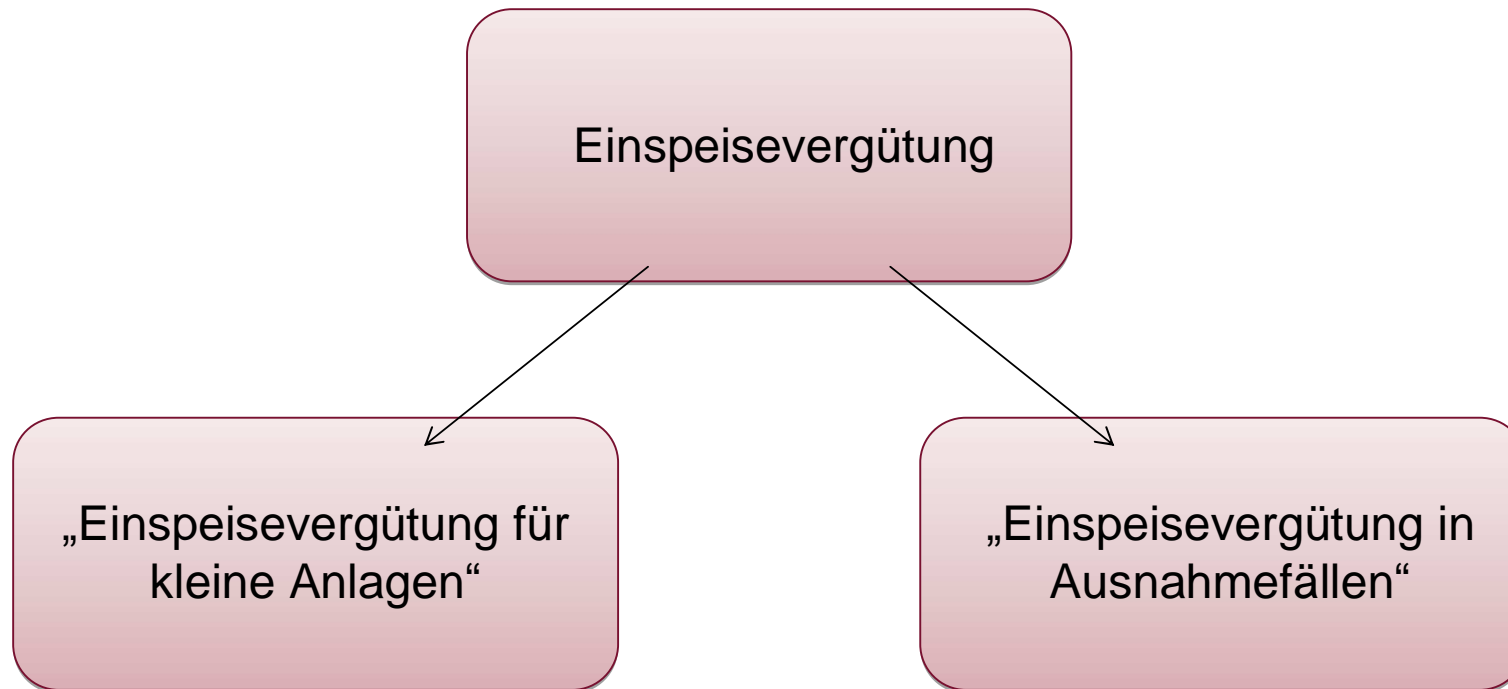 Einspeisevergütung
„Einspeisevergütung für
kleine Anlagen“
„Einspeisevergütung in
Ausnahmefällen“